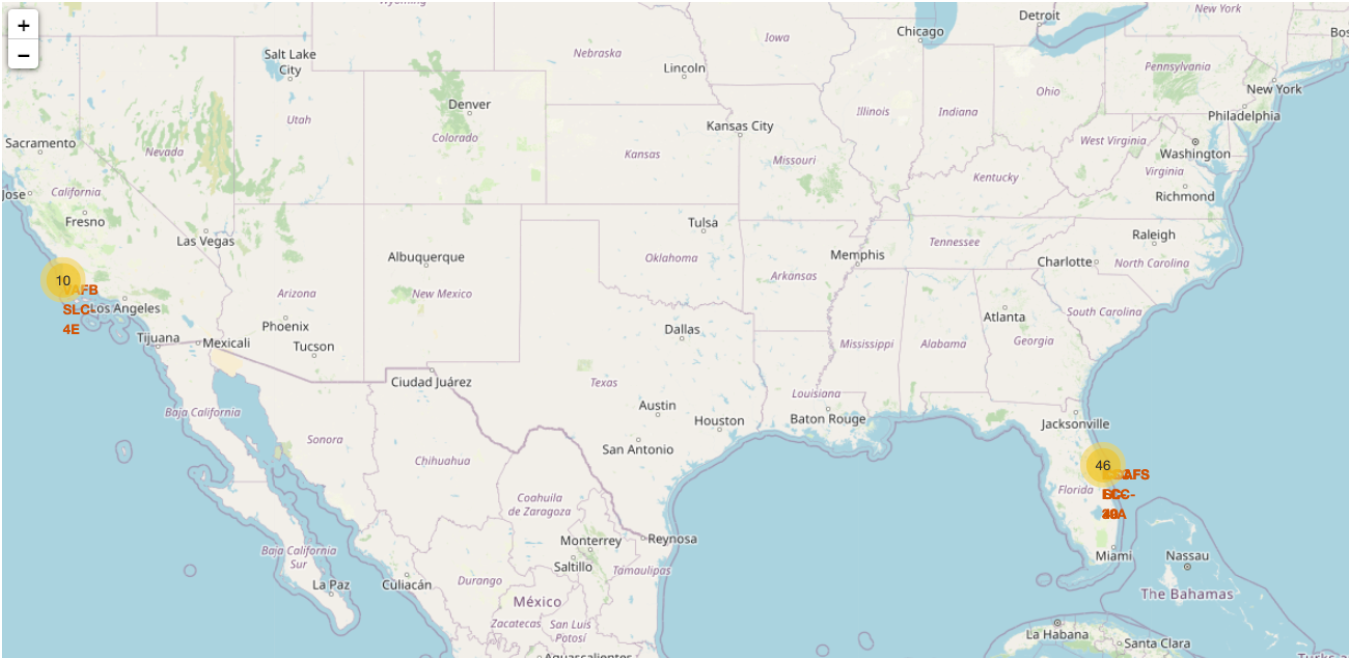 Wyoming
New York
Detroit
Chicago
Bos
+
−
Salt Lake
City
Nebraska
Iowa
Lincoln
Pennsylvania
New York
Denver
Utah
Colorado
Illinois
Indiana
Ohio
Philadelphia
Sacramento
Nevada
Kansas City
Kansas
Missouri
West Virginia
Washington
Virginia
Jose
California
Kentucky
Richmond
Fresno
Las Vegas
Tulsa
Raleigh
Albuquerque
Oklahoma
Memphis
Tennessee
Charlotte
North Carolina
10
VAFB
SLC-
4E
Los Angeles
Arizona
New Mexico
Arkansas
South Carolina
Phoenix
Tijuana
Mexicali
Tucson
Dallas
Mississippi
Alabama
Atlanta
Georgia
Ciudad Juárez
Texas
Louisiana
Baja California
Austin
Houston
Baton Rouge
Jacksonville
Sonora
Chihuahua
San Antonio
46
Florida
Coahuila
de Zaragoza
Baja California
Sur
Monterrey
Reynosa
Saltillo
Tamaulipas
Miami
Nassau
La Paz
Culiacán
Durango
México
The Bahamas
Zacatecas
San Luis
Potosí
La Habana
Santa Clara
Aguascalientes